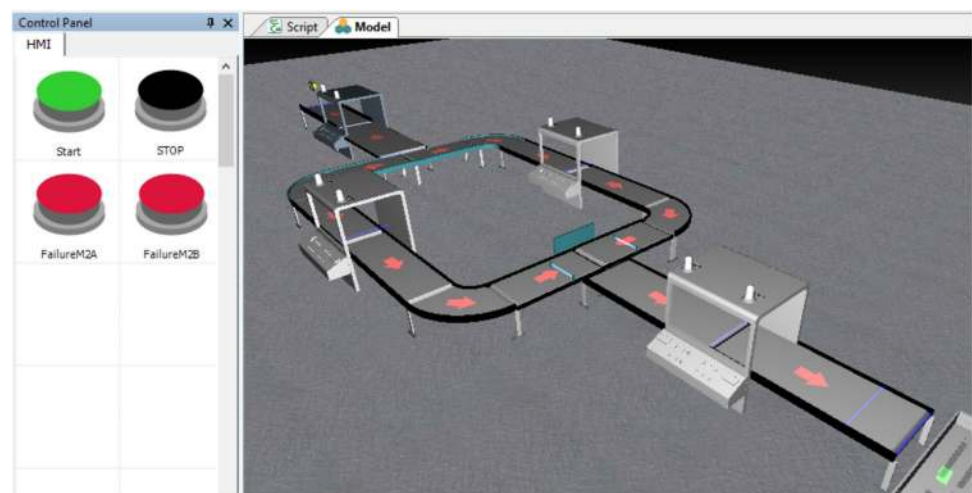 Control Panel
HMI
Start
STOP
FailureM2A
FailureM2B
Script
Model